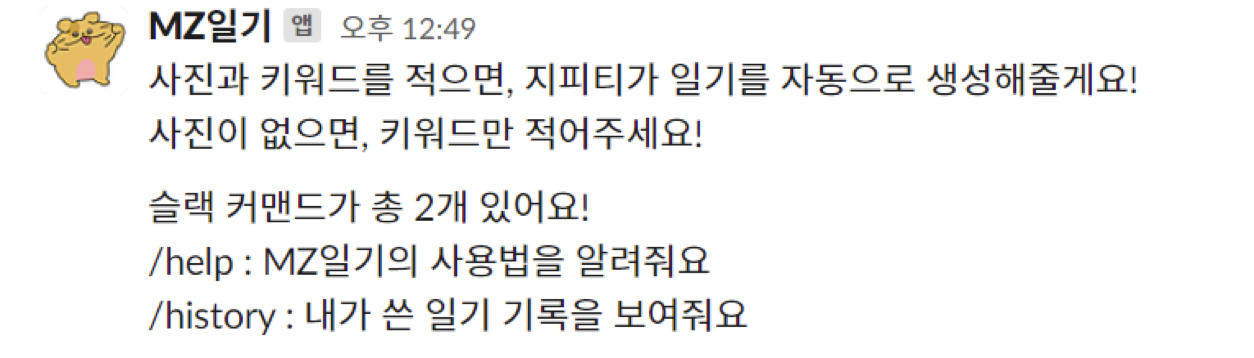 MZ일기 앱 오후 12:49
사진과 키워드를 적으면, 지피티가 일기를 자동으로 생성해줄게요!
사진이 없으면, 키워드만 적어주세요!
슬랙 커맨드가 총 2개 있어요!
/help : MZ일기의 사용법을 알려줘요
/history : 내가 쓴 일기 기록을 보여줘요